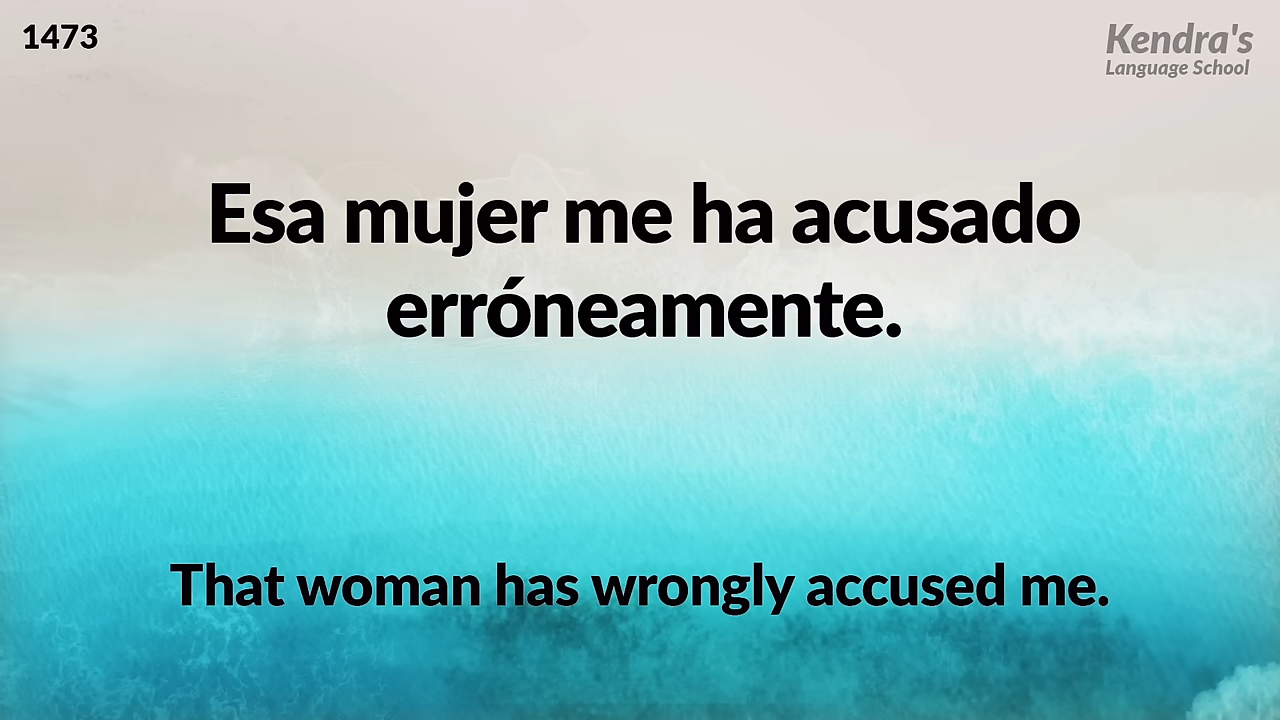 1473
Kendra's
Language School
Esa mujer me ha acusado
erróneamente.
That woman has wrongly accused me.